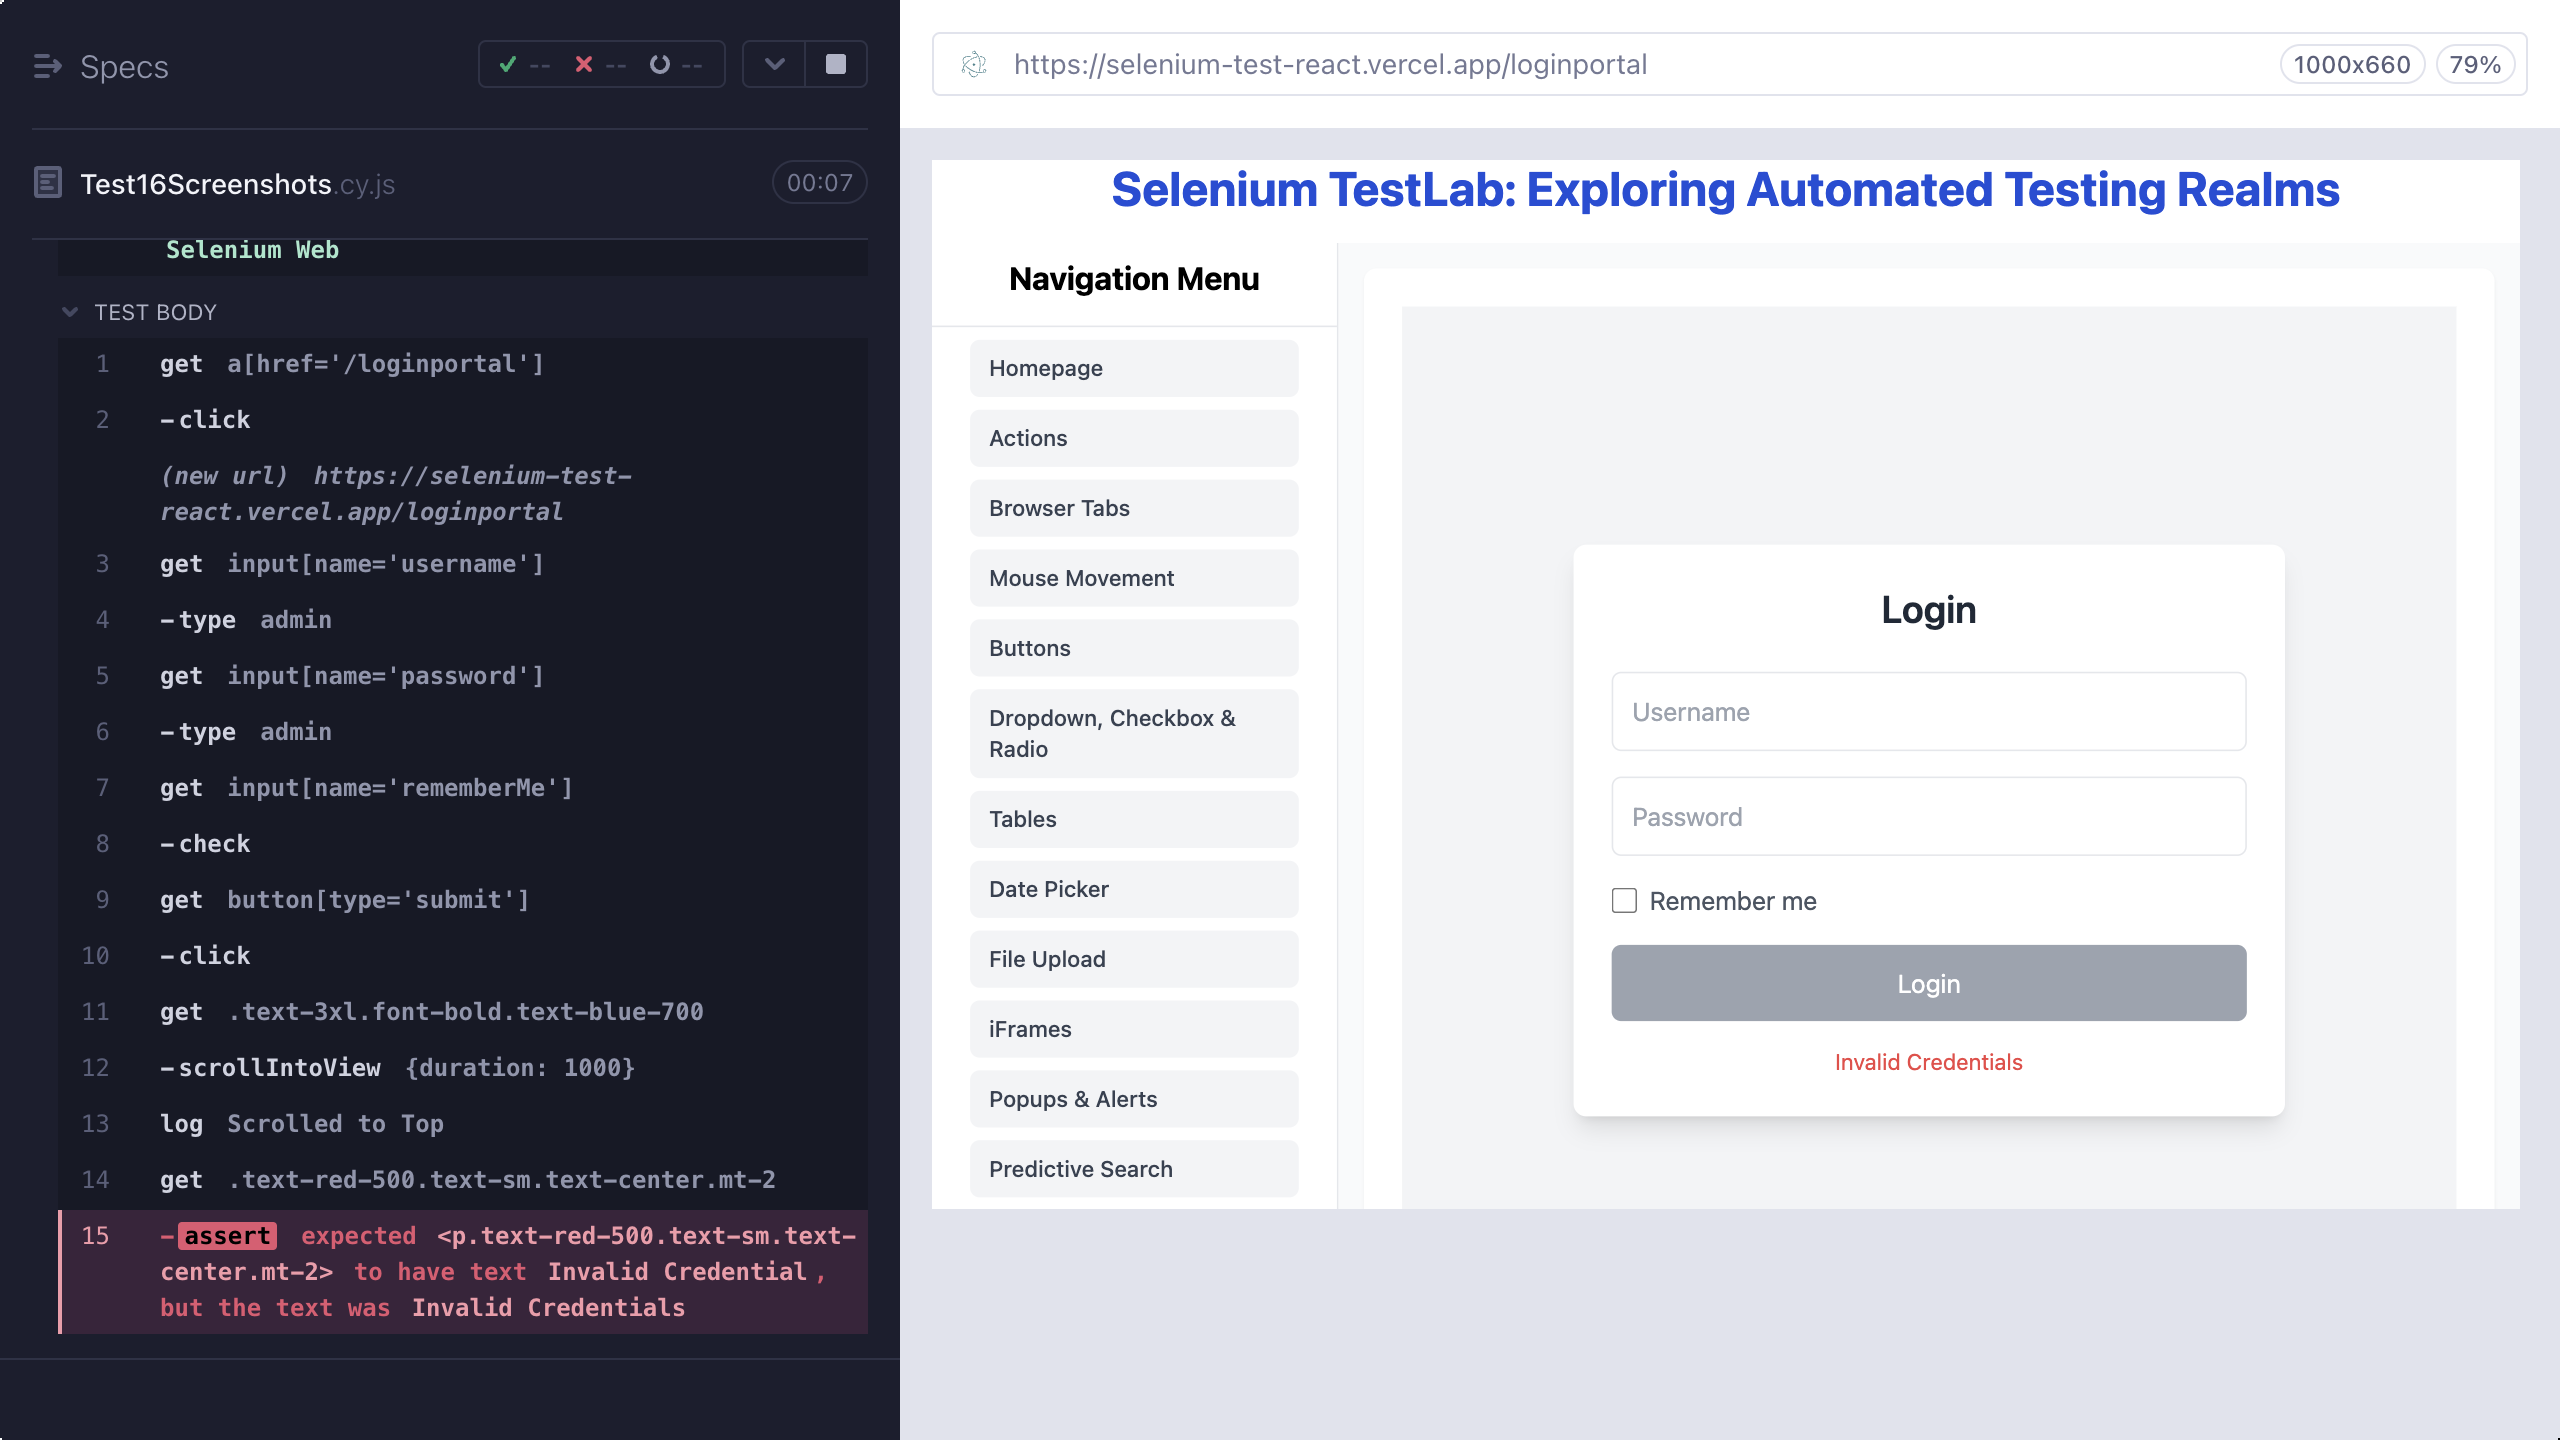 Specs
-- -- --
Test16Screenshots.cy.js
00:07
Selenium Web
TEST BODY
1 get a[href='/loginportal']
2 -click
(new url) https://selenium-test-
react.vercel.app/loginportal
3 get input[name='username']
4 -type admin
5 get input[name='password']
6 -type admin
7 get input[name='rememberMe']
8 -check
9 get button[type='submit']
10 -click
11 get .text-3xl.font-bold.text-blue-700
12 -scrollIntoView {duration: 1000}
13 log Scrolled to Top
14 get .text-red-500.text-sm.text-center.mt-2
15 -assert expected <p.text-red-500.text-sm.text-
center.mt-2> to have text Invalid Credential,
but the text was Invalid Credentials
https://selenium-test-react.vercel.app/loginportal
1000x660
79%
Selenium TestLab: Exploring Automated Testing Realms
Navigation Menu
Homepage
Actions
Browser Tabs
Mouse Movement
Buttons
Dropdown, Checkbox &
Radio
Tables
Date Picker
File Upload
iFrames
Popups & Alerts
Predictive Search
Login
Username
Password
Remember me
Login
Invalid Credentials